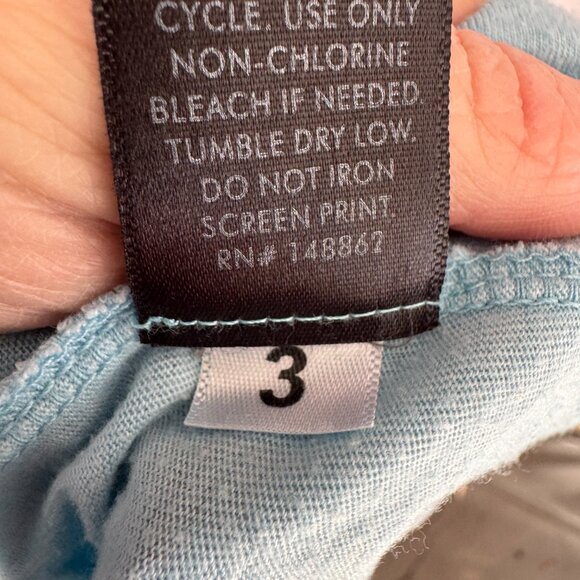 CYCLE. USE ONLY
NON-CHLORINE
BLEACH IF NEEDED.
TUMBLE DRY LOW.
DO NOT IRON
SCREEN PRINT.
RN# 148862
3